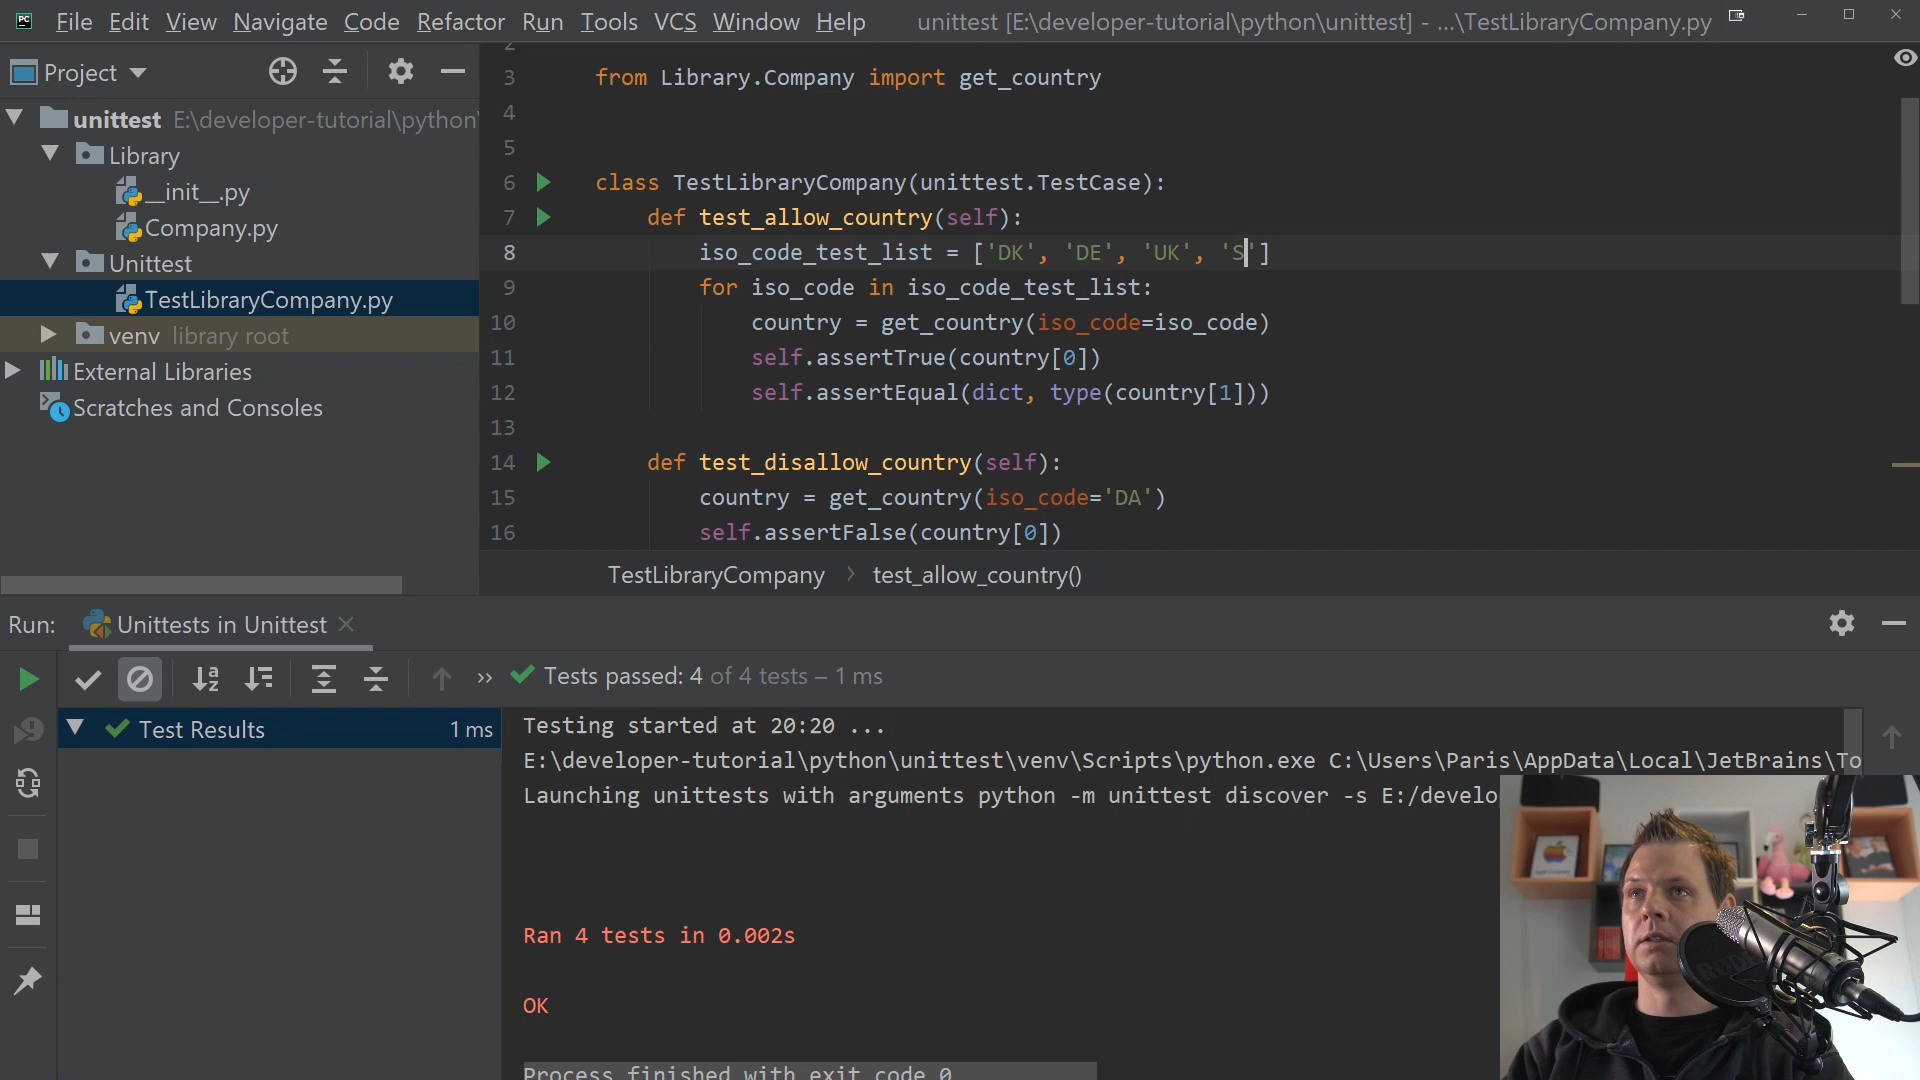 PC File Edit View Navigate Code Refactor Run Tools VCS Window Help unittest [E:\developer-tutorial\python\unittest] - ...\TestLibraryCompany.py
Project
unittest E:\developer-tutorial\python\
Library
__init__.py
Company.py
Unittest
TestLibraryCompany.py
venv library root
External Libraries
Scratches and Consoles
2
3 from Library.Company import get_country
4
5
6 class TestLibraryCompany(unittest.TestCase):
7 def test_allow_country(self):
8 iso_code_test_list = ['DK', 'DE', 'UK', 'S']
9 for iso_code in iso_code_test_list:
10 country = get_country(iso_code=iso_code)
11 self.assertTrue(country[0])
12 self.assertEqual(dict, type(country[1]))
13
14 def test_disallow_country(self):
15 country = get_country(iso_code='DA')
16 self.assertFalse(country[0])
TestLibraryCompany > test_allow_country()
Run: Unittests in Unittest
Tests passed: 4 of 4 tests – 1 ms
Test Results 1 ms
Testing started at 20:20 ...
E:\developer-tutorial\python\unittest\venv\Scripts\python.exe C:\Users\Paris\AppData\Local\JetBrains\To
Launching unittests with arguments python -m unittest discover -s E:/develo
Ran 4 tests in 0.002s
OK
Process finished with exit code 0